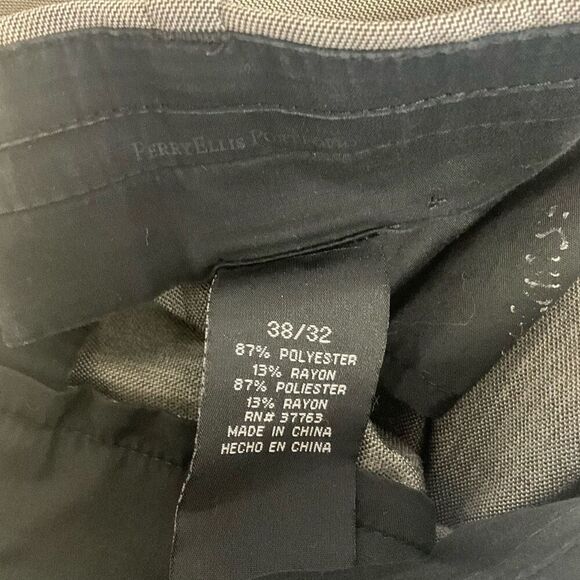 PERRY ELLIS PORTFOLIO
38/32
87% POLYESTER
13% RAYON
87% POLIESTER
13% RAYON
RN# 37763
MADE IN CHINA
HECHO EN CHINA